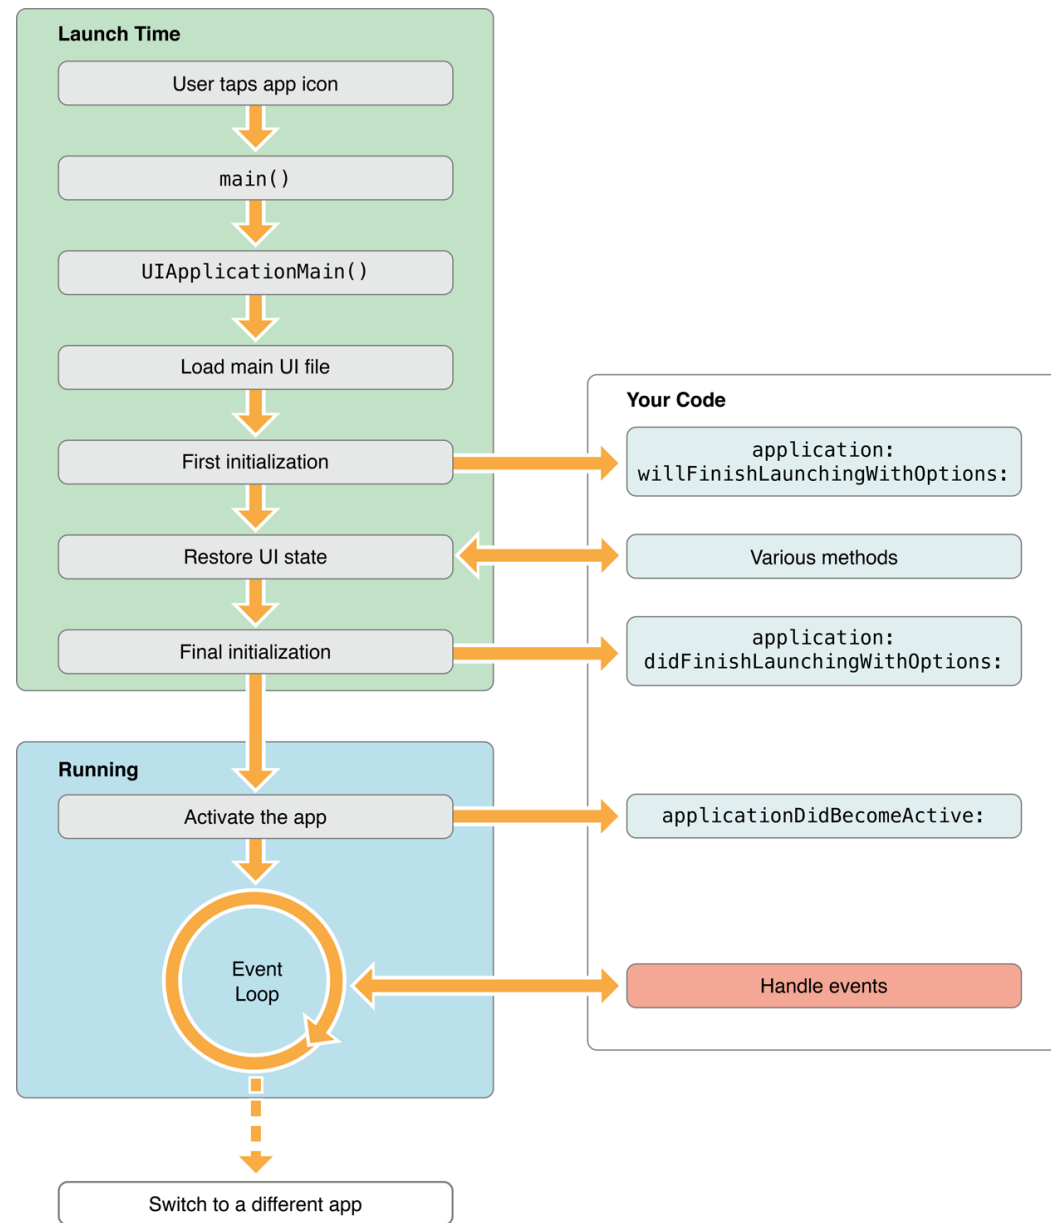 Launch Time
User taps app icon
main()
UIApplicationMain()
Load main UI file
First initialization
Restore UI state
Final initialization
Your Code
application:
willFinishLaunchingWithOptions:
Various methods
application:
didFinishLaunchingWithOptions:
Running
Activate the app
applicationDidBecomeActive:
Event
Loop
Handle events
Switch to a different app